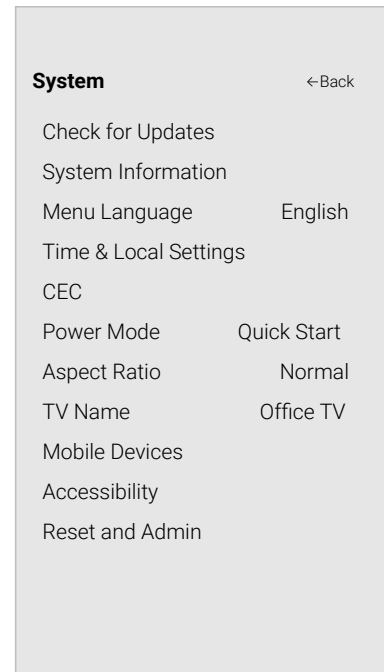 System ←Back
Check for Updates
System Information
Menu Language English
Time & Local Settings
CEC
Power Mode Quick Start
Aspect Ratio Normal
TV Name Office TV
Mobile Devices
Accessibility
Reset and Admin